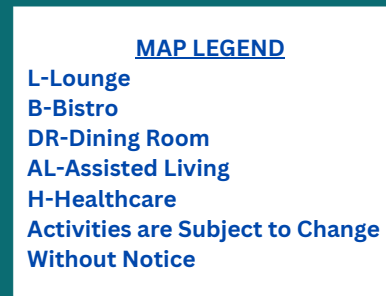 MAP LEGEND
L-Lounge
B-Bistro
DR-Dining Room
AL-Assisted Living
H-Healthcare
Activities are Subject to Change
Without Notice